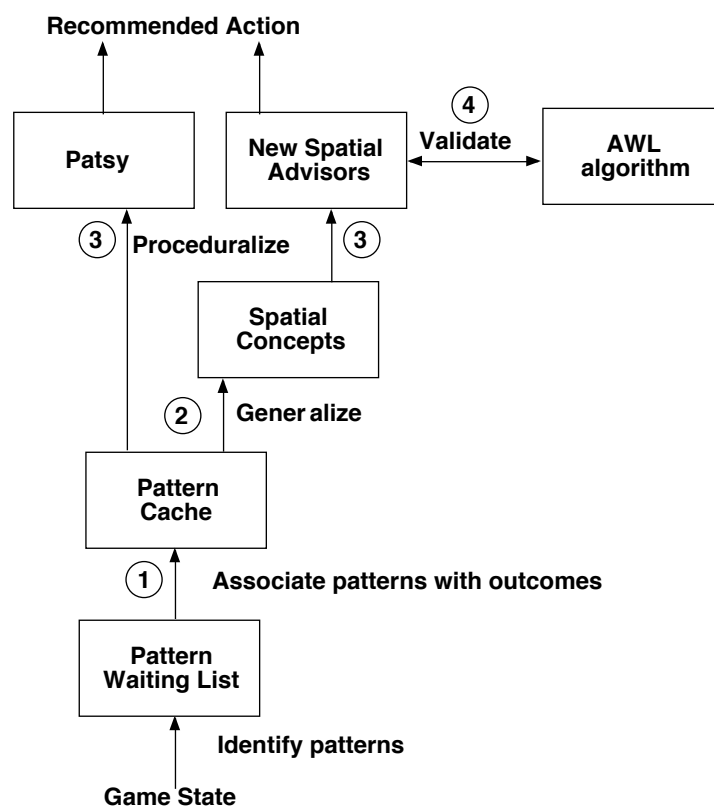 Recommended Action
4
Patsy
New Spatial
Advisors
Validate
AWL
algorithm
3
Proceduralize
3
Spatial
Concepts
2
Gener alize
Pattern
Cache
1
Associate patterns with outcomes
Pattern
Waiting List
Identify patterns
Game State